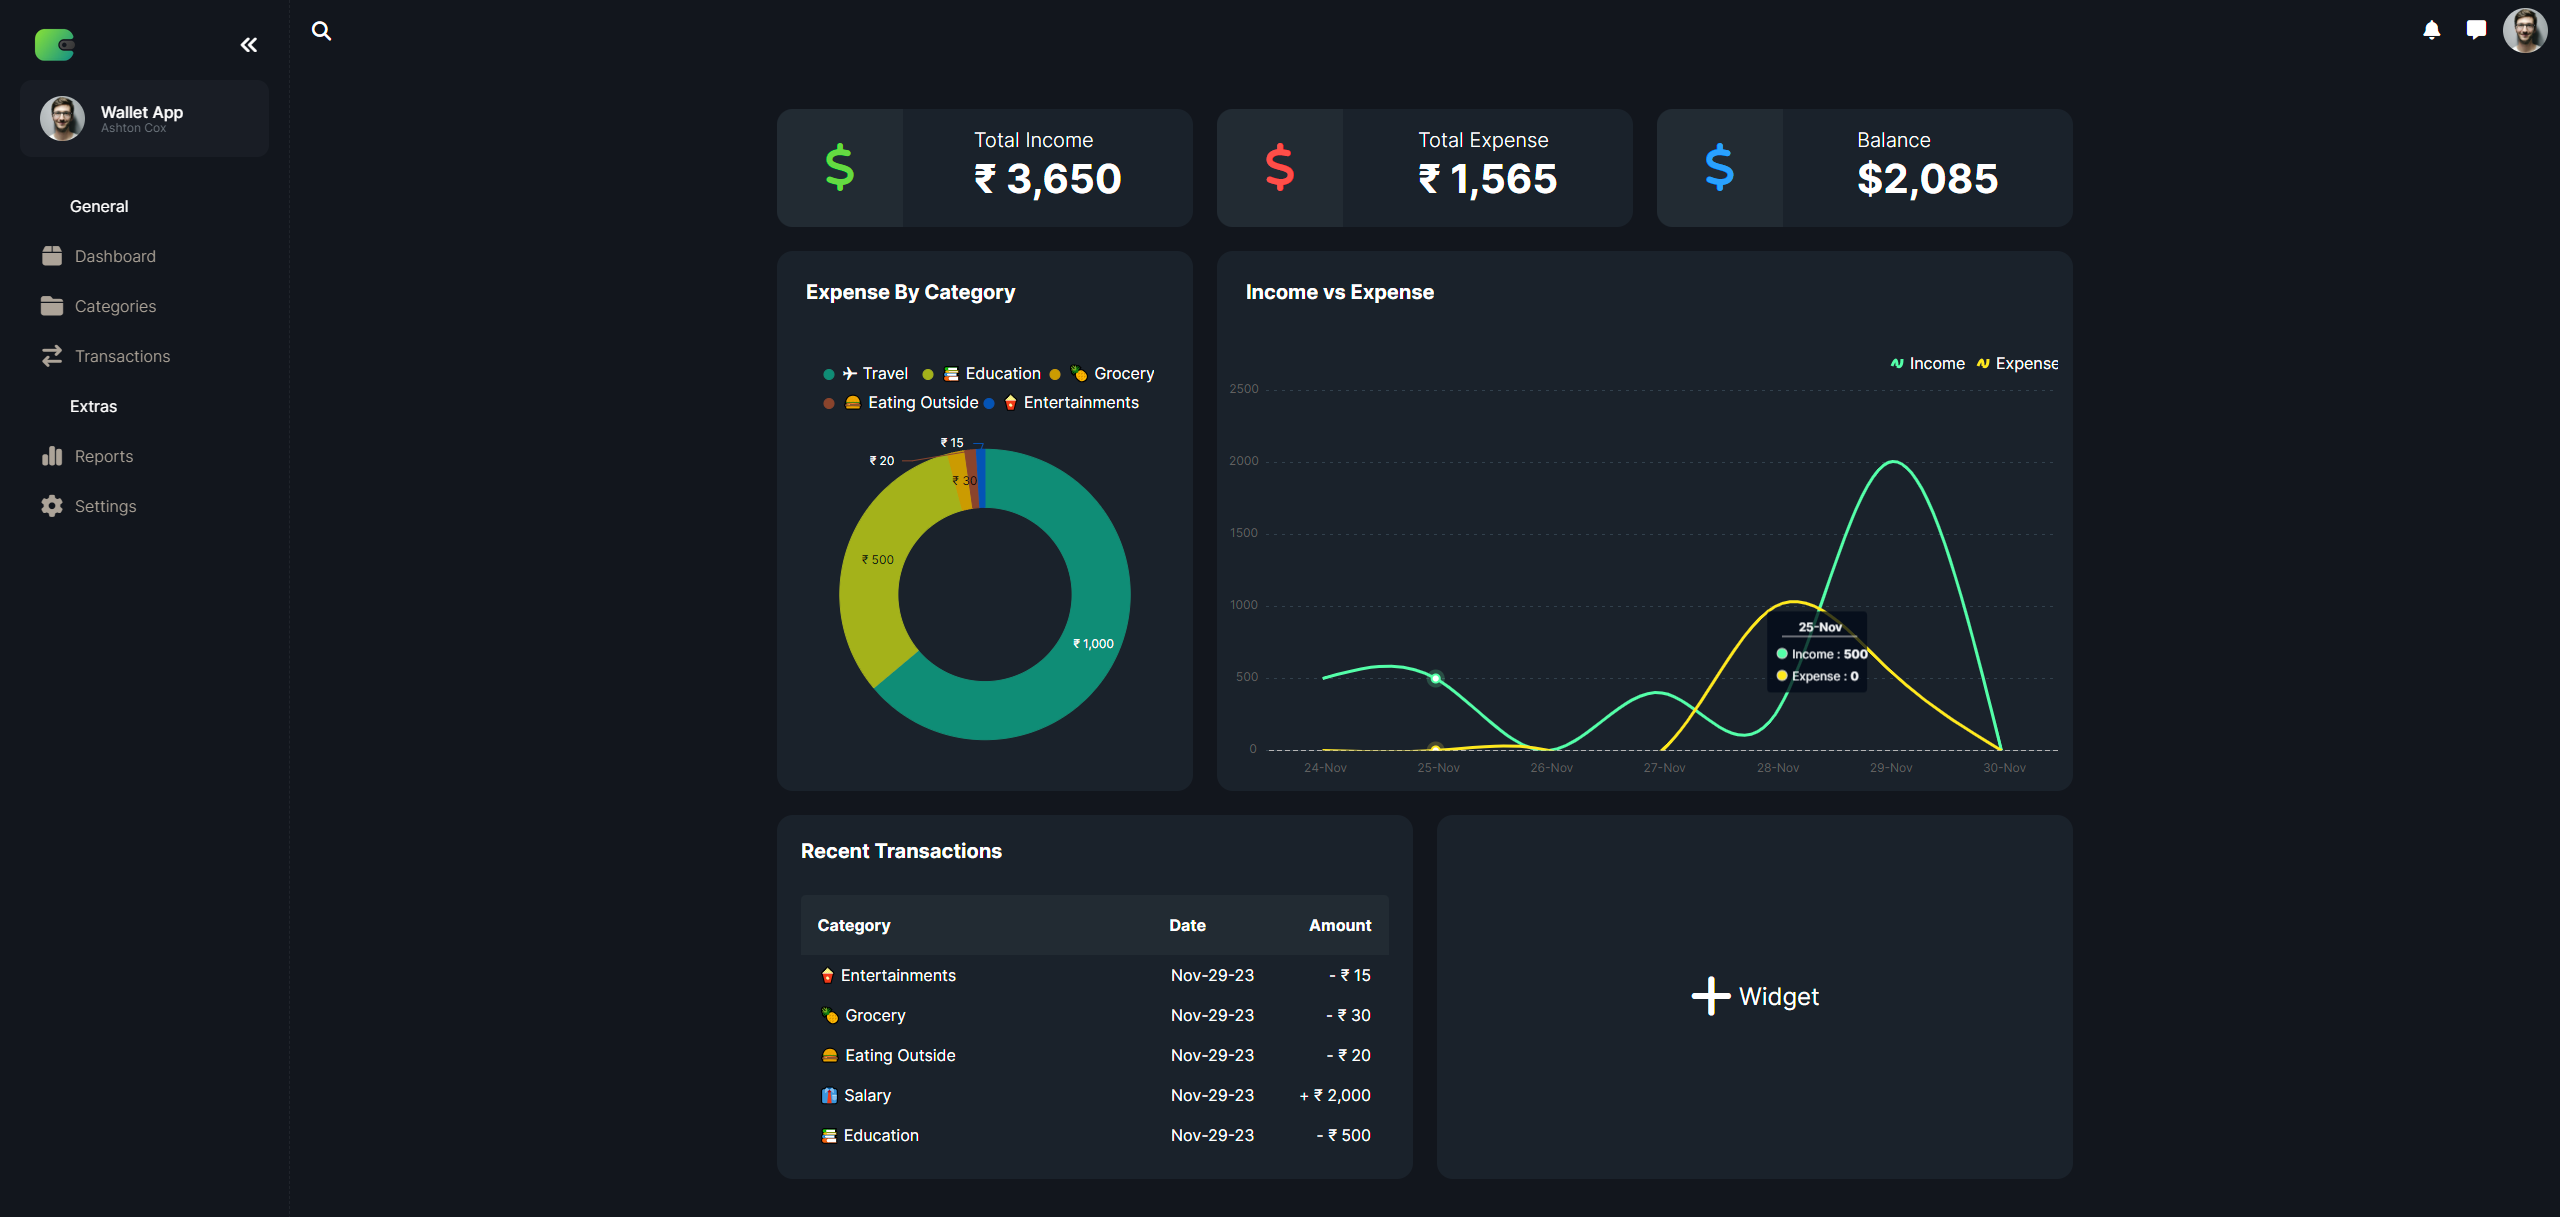 Wallet App
Ashton Cox
General
Dashboard
Categories
Transactions
Extras
Reports
Settings
Total Income
₹ 3,650
Total Expense
₹ 1,565
Balance
$2,085
Expense By Category
Travel Education Grocery
Eating Outside Entertainments
₹ 15
₹ 20
₹ 30
₹ 500
₹ 1,000
Income vs Expense
Income Expense
2500
2000
1500
1000
500
0
25-Nov
Income : 500
Expense : 0
24-Nov 25-Nov 26-Nov 27-Nov 28-Nov 29-Nov 30-Nov
Recent Transactions
Category Date Amount
Entertainments Nov-29-23 - ₹ 15
Grocery Nov-29-23 - ₹ 30
Eating Outside Nov-29-23 - ₹ 20
Salary Nov-29-23 + ₹ 2,000
Education Nov-29-23 - ₹ 500
Widget